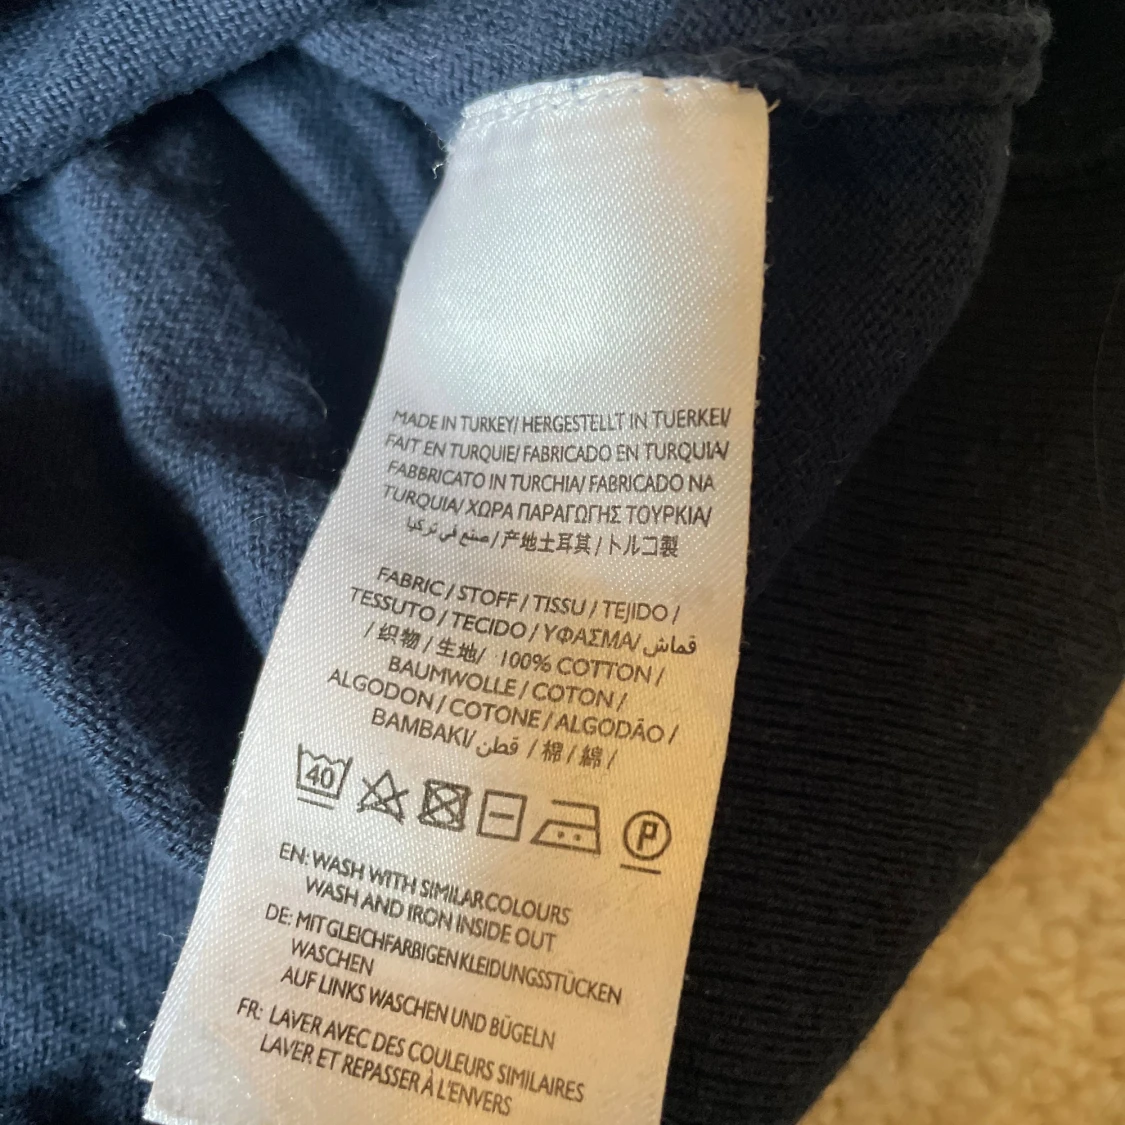 MADE IN TURKEY/ HERGESTELLT IN TUERKEI/
FAIT EN TURQUIE/ FABRICADO EN TURQUIA/
FABBRICATO IN TURCHIA/ FABRICADO NA
TURQUIA/ ΧΩΡΑ ΠΑΡΑΓΩΓΗΣ ΤΟΥΡΚΙΑ/
صنع في تركيا/产地土耳其/トルコ製
FABRIC / STOFF / TISSU / TEJIDO /
TESSUTO / TECIDO / ΥΦΑΣΜΑ/ قماش
/ 织物 / 生地/ 100% COTTON /
BAUMWOLLE / COTON /
ALGODON / COTONE / ALGODÃO /
BAMBAKI/ قطن / 棉 / 綿 /
40 P
EN: WASH WITH SIMILAR COLOURS
WASH AND IRON INSIDE OUT
DE: MIT GLEICHFARBIGEN KLEIDUNGSSTÜCKEN
WASCHEN
AUF LINKS WASCHEN UND BÜGELN
FR: LAVER AVEC DES COULEURS SIMILAIRES
LAVER ET REPASSER À L'ENVERS